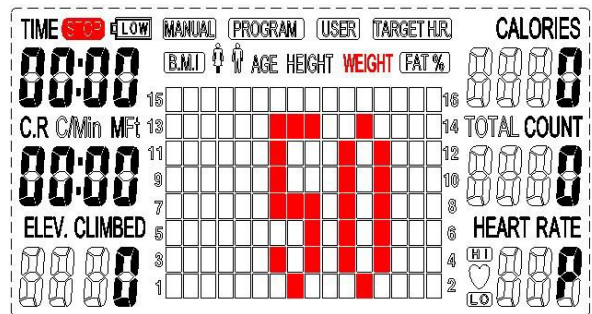 TIME STOP LOW MANUAL PROGRAM USER TARGET H.R. CALORIES
00:00 B.M.I AGE HEIGHT WEIGHT FAT % 0
15 16
C.R C/Min MFt 13 14 TOTAL COUNT
11 12
00:00 9 10 0
7 8
ELEV. CLIMBED 5 50 6 HEART RATE
3 4 HI
0 1 2 LO P